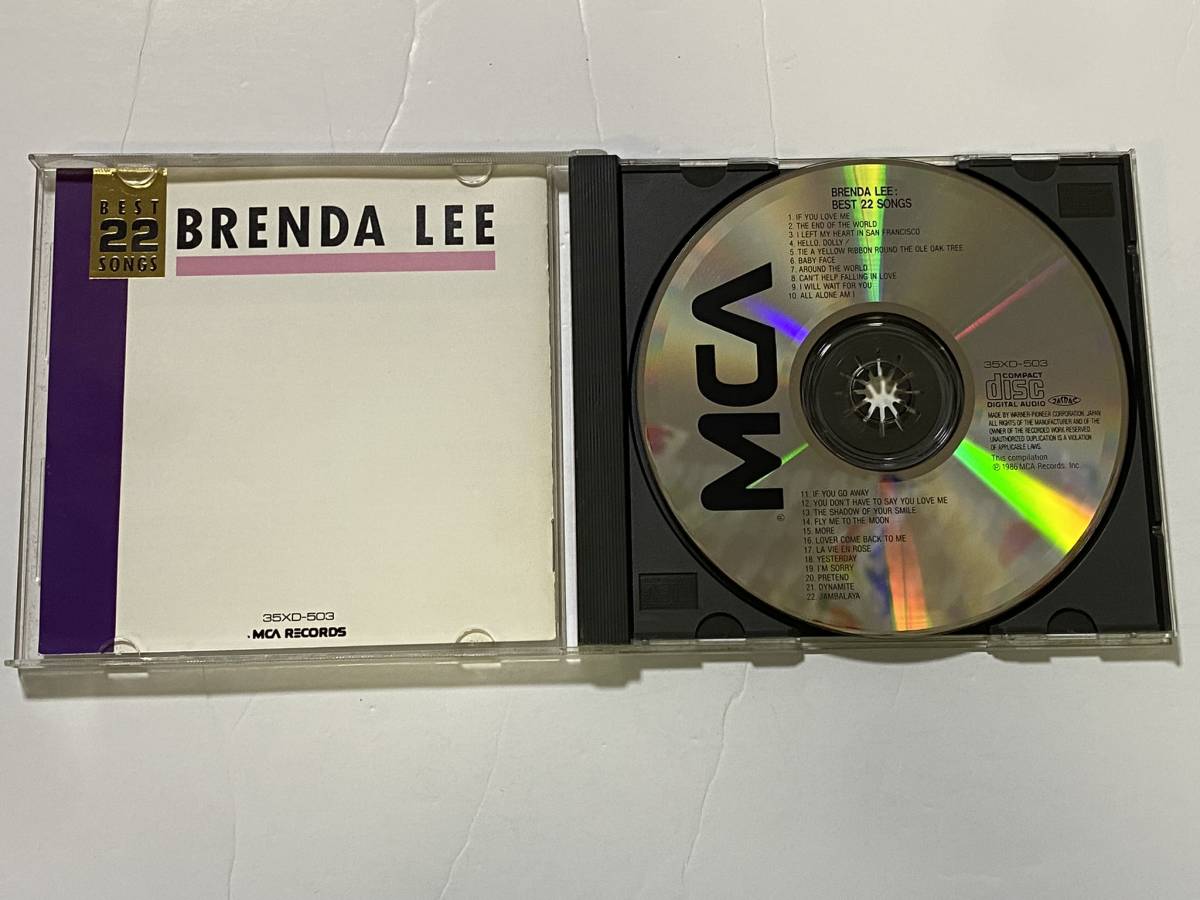 BEST
22
SONGS
BRENDA LEE
35XD-503
MCA RECORDS
BRENDA LEE:
BEST 22 SONGS
1. IF YOU LOVE ME
2. THE END OF THE WORLD
3. I LEFT MY HEART IN SAN FRANCISCO
4. HELLO, DOLLY /
5. TIE A YELLOW RIBBON ROUND THE OLE OAK TREE
6. BABY FACE
7. AROUND THE WORLD
8. CAN'T HELP FALLING IN LOVE
9. I WILL WAIT FOR YOU
10. ALL ALONE AM I
MCA
35XD-503
COMPACT
disc
DIGITAL AUDIO
JASRAC
MADE BY WARNER-PIONEER CORPORATION, JAPAN
ALL RIGHTS OF THE MANUFACTURER AND OF THE
OWNER OF THE RECORDED WORK RESERVED.
UNAUTHORIZED DUPLICATION IS A VIOLATION
OF APPLICABLE LAWS.
This compilation
℗ 1986 MCA Records, Inc.
11. IF YOU GO AWAY
12. YOU DON'T HAVE TO SAY YOU LOVE ME
13. THE SHADOW OF YOUR SMILE
14. FLY ME TO THE MOON
15. MORE
16. LOVER COME BACK TO ME
17. LA VIE EN ROSE
18. YESTERDAY
19. I'M SORRY
20. PRETEND
21. DYNAMITE
22. JAMBALAYA